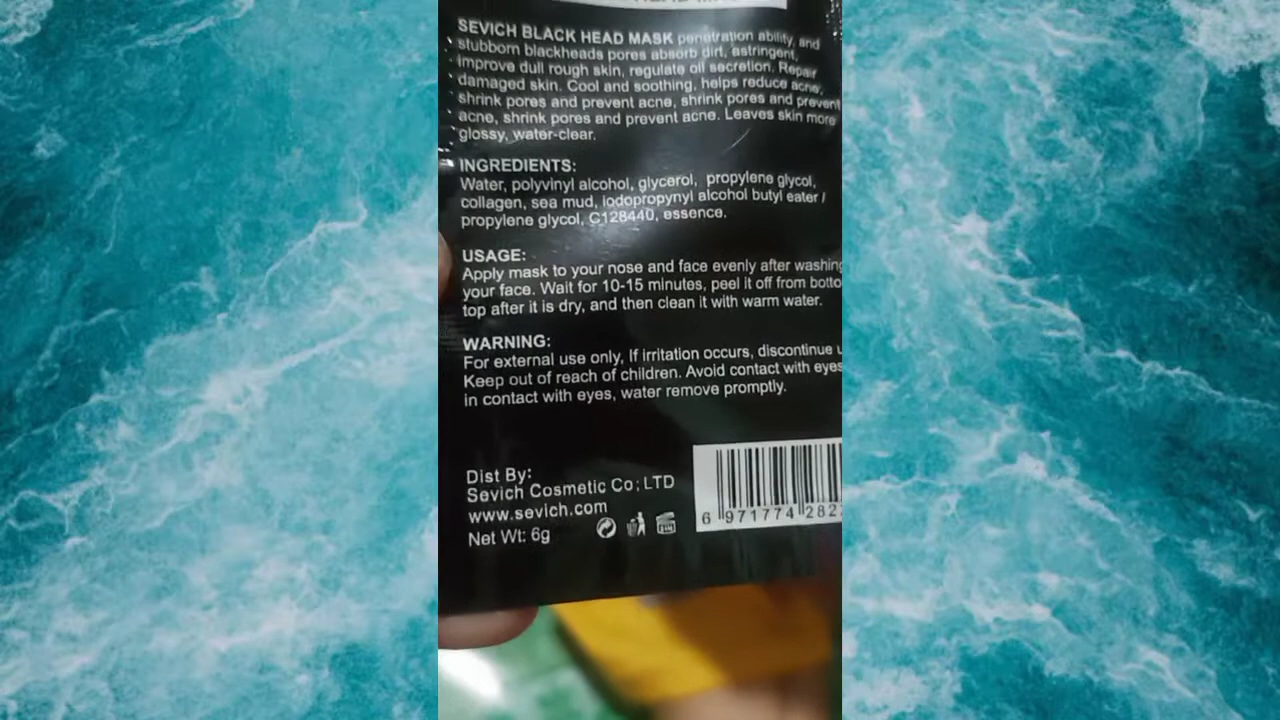 SEVICH BLACK HEAD MASK penetration ability, and
stubborn blackheads pores absorb dirt, astringent,
improve dull rough skin, regulate oil secretion. Repair
damaged skin. Cool and soothing, helps reduce acne,
shrink pores and prevent acne, shrink pores and prevent
acne, shrink pores and prevent acne. Leaves skin more
glossy, water-clear.
INGREDIENTS:
Water, polyvinyl alcohol, glycerol, propylene glycol,
collagen, sea mud, iodopropynyl alcohol butyl eater /
propylene glycol, C128440, essence.
USAGE:
Apply mask to your nose and face evenly after washing
your face. Wait for 10-15 minutes, peel it off from botto
top after it is dry, and then clean it with warm water.
WARNING:
For external use only, If irritation occurs, discontinue u
Keep out of reach of children. Avoid contact with eyes
in contact with eyes, water remove promptly.
Dist By:
Sevich Cosmetic Co; LTD
www.sevich.com
Net Wt: 6g
6 971774 282